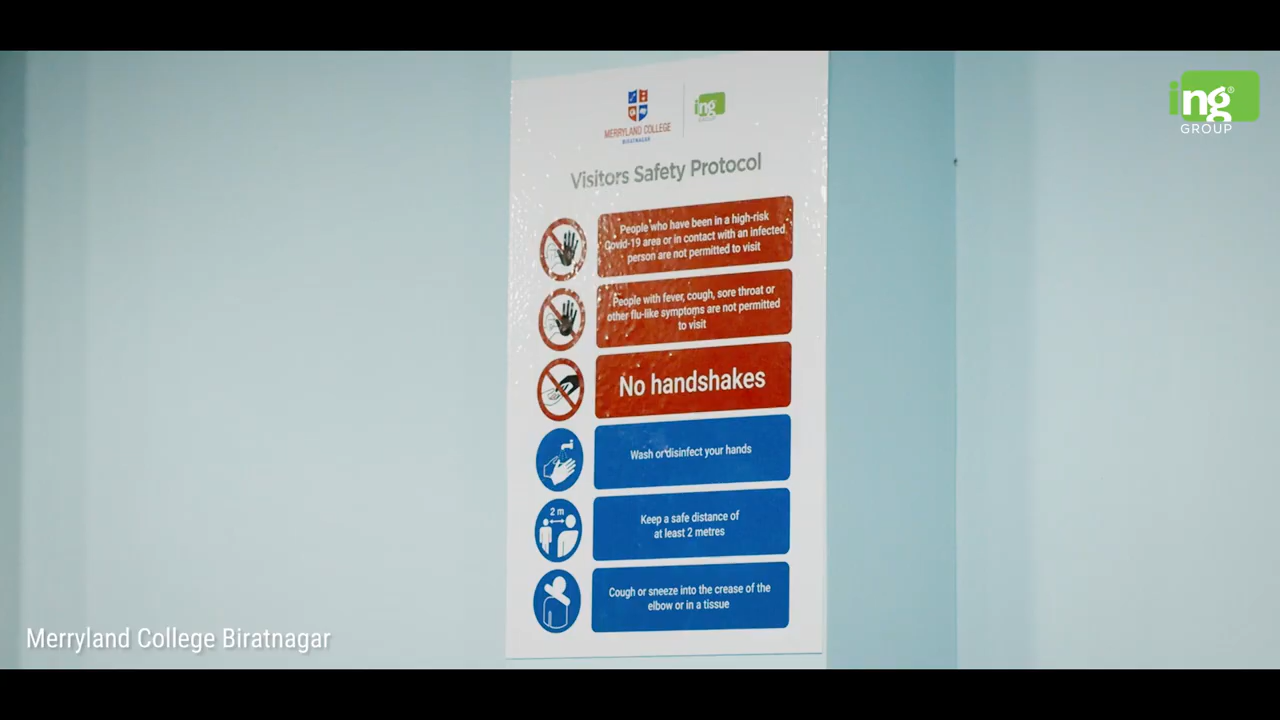 ing®
GROUP
MERRYLAND COLLEGE
BIRATNAGAR
ing
GROUP
Visitors Safety Protocol
People who have been in a high-risk
Covid-19 area or in contact with an infected
person are not permitted to visit
People with fever, cough, sore throat or
other flu-like symptoms are not permitted
to visit
No handshakes
Wash or disinfect your hands
2 m
Keep a safe distance of
at least 2 metres
Cough or sneeze into the crease of the
elbow or in a tissue
Merryland College Biratnagar